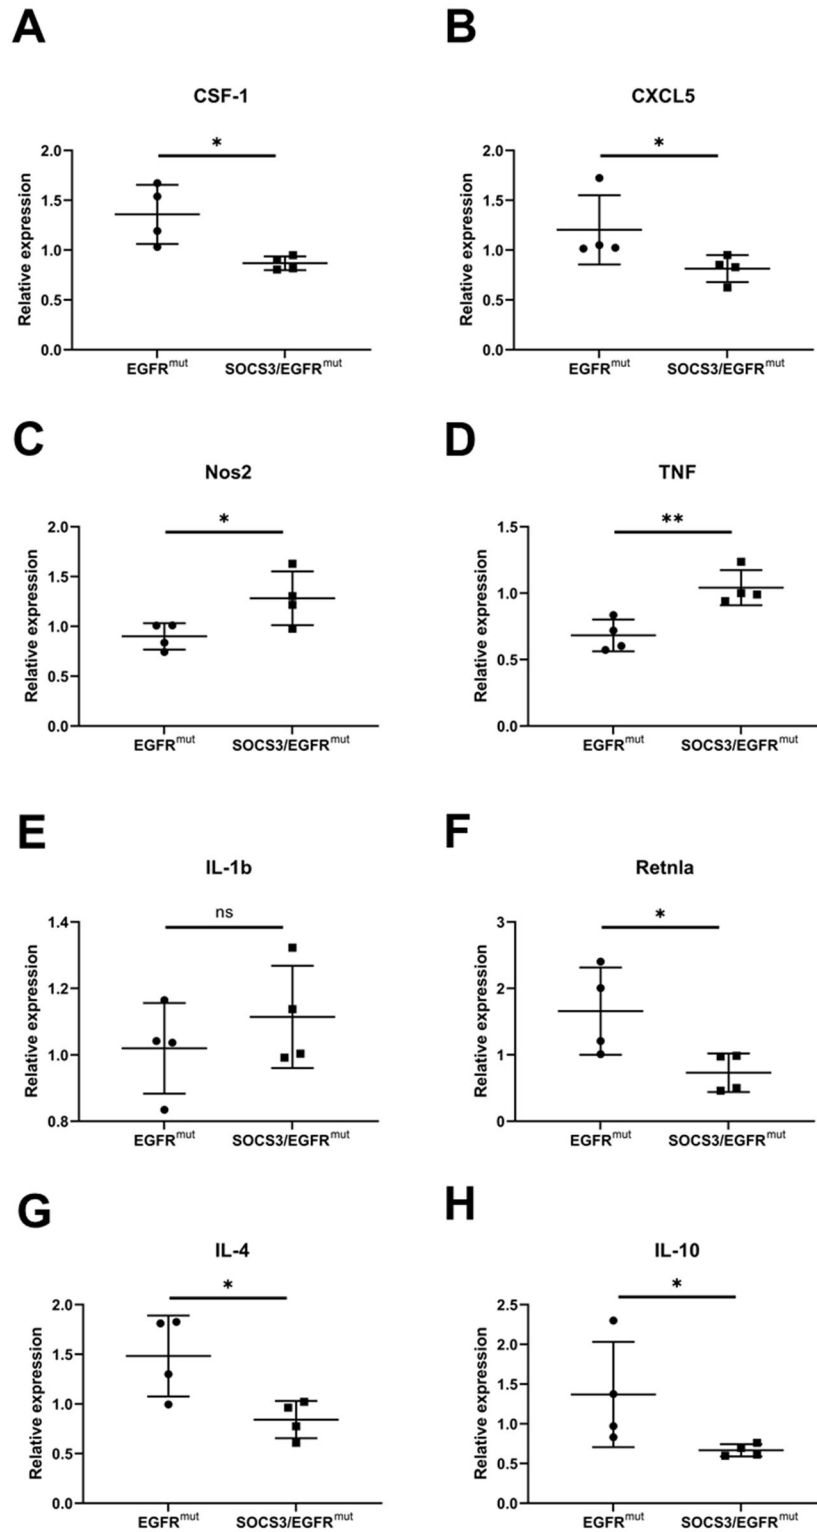 A
CSF-1
*
Relative expression
2.0
1.5
1.0
0.5
0.0
EGFRmut
SOCS3/EGFRmut
B
CXCL5
*
Relative expression
2.0
1.5
1.0
0.5
0.0
EGFRmut
SOCS3/EGFRmut
C
Nos2
*
Relative expression
2.0
1.5
1.0
0.5
0.0
EGFRmut
SOCS3/EGFRmut
D
TNF
**
Relative expression
1.5
1.0
0.5
0.0
EGFRmut
SOCS3/EGFRmut
E
IL-1b
ns
Relative expression
1.4
1.2
1.0
0.8
EGFRmut
SOCS3/EGFRmut
F
Retnla
*
Relative expression
3
2
1
0
EGFRmut
SOCS3/EGFRmut
G
IL-4
*
Relative expression
2.0
1.5
1.0
0.5
0.0
EGFRmut
SOCS3/EGFRmut
H
IL-10
*
Relative expression
2.5
2.0
1.5
1.0
0.5
0.0
EGFRmut
SOCS3/EGFRmut